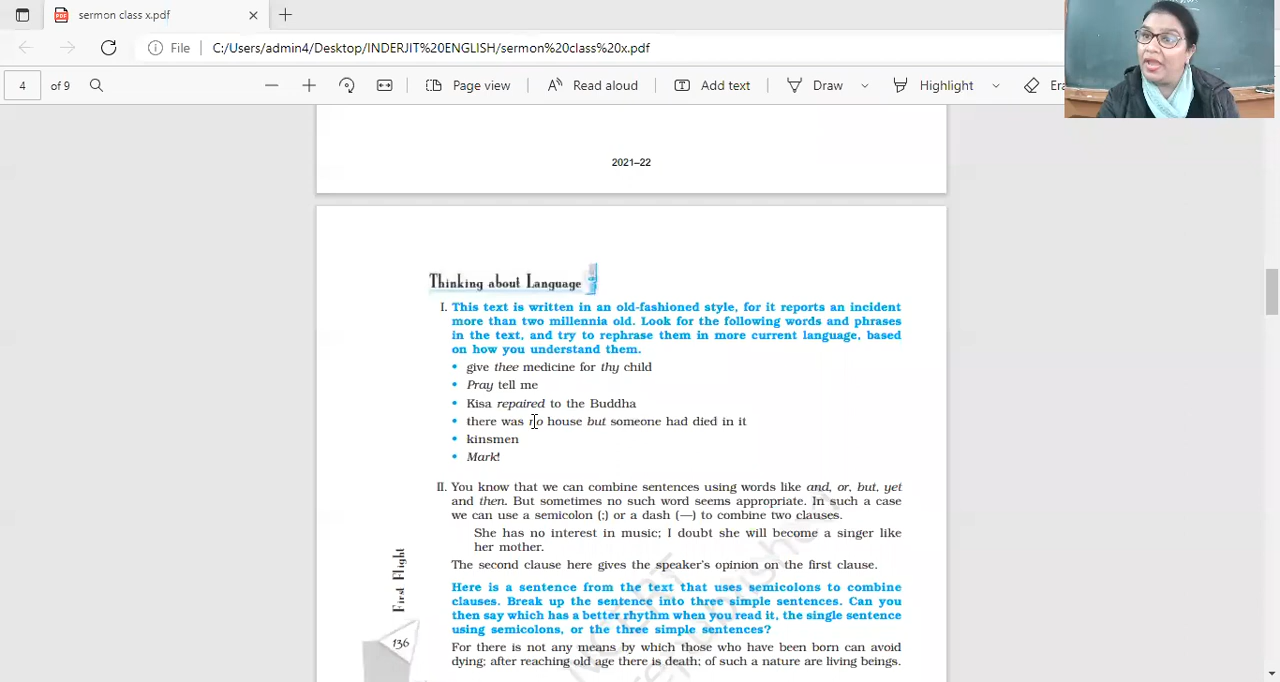 sermon class x.pdf
File
C:/Users/admin4/Desktop/INDERJIT%20ENGLISH/sermon%20class%20x.pdf
4 of 9
Page view
Read aloud
Add text
Draw
Highlight
2021–22
Thinking about Language
I. This text is written in an old-fashioned style, for it reports an incident
more than two millennia old. Look for the following words and phrases
in the text, and try to rephrase them in more current language, based
on how you understand them.
• give thee medicine for thy child
• Pray tell me
• Kisa repaired to the Buddha
• there was no house but someone had died in it
• kinsmen
• Mark!
II. You know that we can combine sentences using words like and, or, but, yet
and then. But sometimes no such word seems appropriate. In such a case
we can use a semicolon (;) or a dash (—) to combine two clauses.
She has no interest in music; I doubt she will become a singer like
her mother.
The second clause here gives the speaker's opinion on the first clause.
Here is a sentence from the text that uses semicolons to combine
clauses. Break up the sentence into three simple sentences. Can you
then say which has a better rhythm when you read it, the single sentence
using semicolons, or the three simple sentences?
For there is not any means by which those who have been born can avoid
dying; after reaching old age there is death; of such a nature are living beings.
First Flight
136